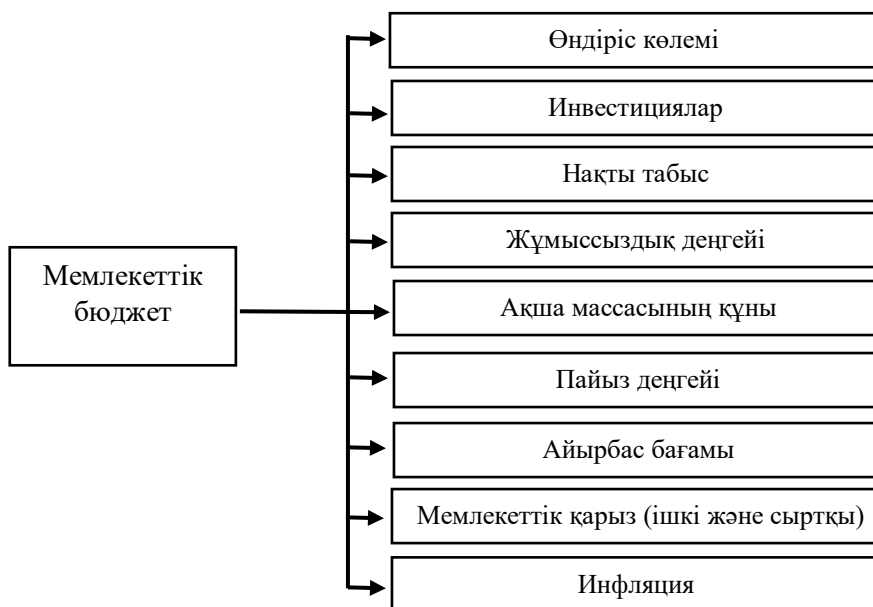 Өндіріс көлемі
Инвестициялар
Нақты табыс
Жұмыссыздық деңгейі
Мемлекеттік
бюджет
Ақша массасының құны
Пайыз деңгейі
Айырбас бағамы
Мемлекеттік қарыз (ішкі және сыртқы)
Инфляция